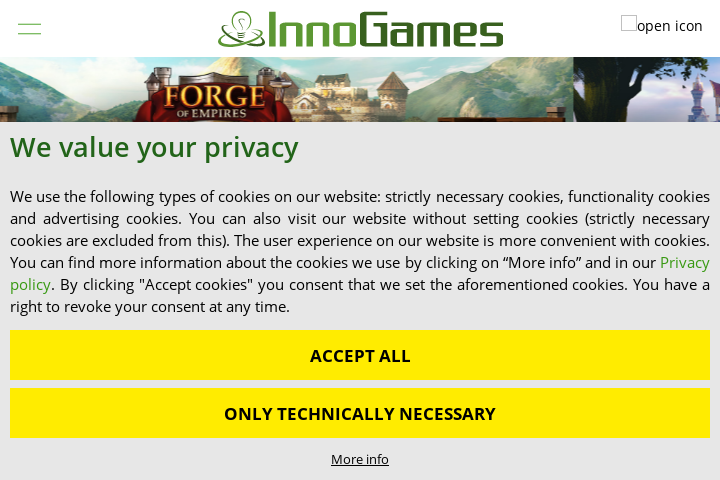 InnoGames
open icon
FORGE
OF EMPIRES
We value your privacy
We use the following types of cookies on our website: strictly necessary cookies, functionality cookies
and advertising cookies. You can also visit our website without setting cookies (strictly necessary
cookies are excluded from this). The user experience on our website is more convenient with cookies.
You can find more information about the cookies we use by clicking on “More info” and in our Privacy
policy. By clicking "Accept cookies" you consent that we set the aforementioned cookies. You have a
right to revoke your consent at any time.
ACCEPT ALL
ONLY TECHNICALLY NECESSARY
More info